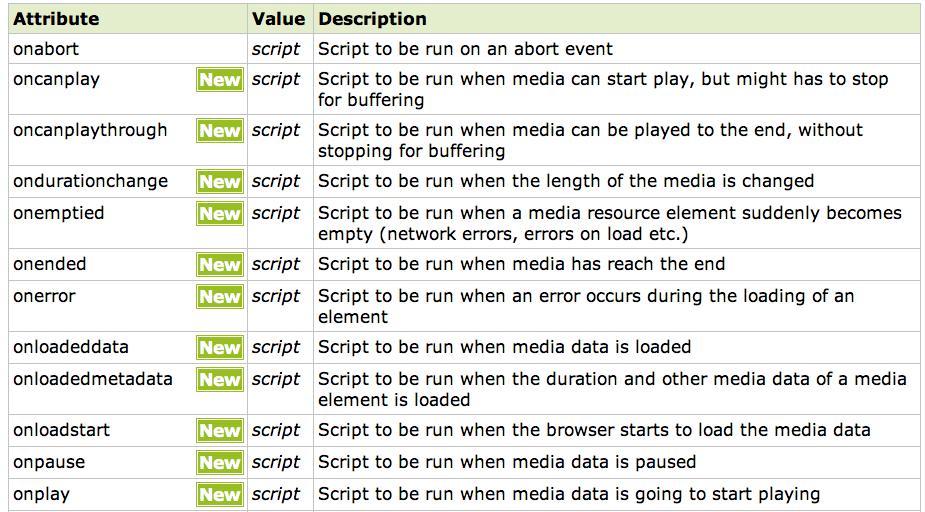 Attribute Value Description
onabort script Script to be run on an abort event
oncanplay New script Script to be run when media can start play, but might has to stop
for buffering
oncanplaythrough New script Script to be run when media can be played to the end, without
stopping for buffering
ondurationchange New script Script to be run when the length of the media is changed
onemptied New script Script to be run when a media resource element suddenly becomes
empty (network errors, errors on load etc.)
onended New script Script to be run when media has reach the end
onerror New script Script to be run when an error occurs during the loading of an
element
onloadeddata New script Script to be run when media data is loaded
onloadedmetadata New script Script to be run when the duration and other media data of a media
element is loaded
onloadstart New script Script to be run when the browser starts to load the media data
onpause New script Script to be run when media data is paused
onplay New script Script to be run when media data is going to start playing